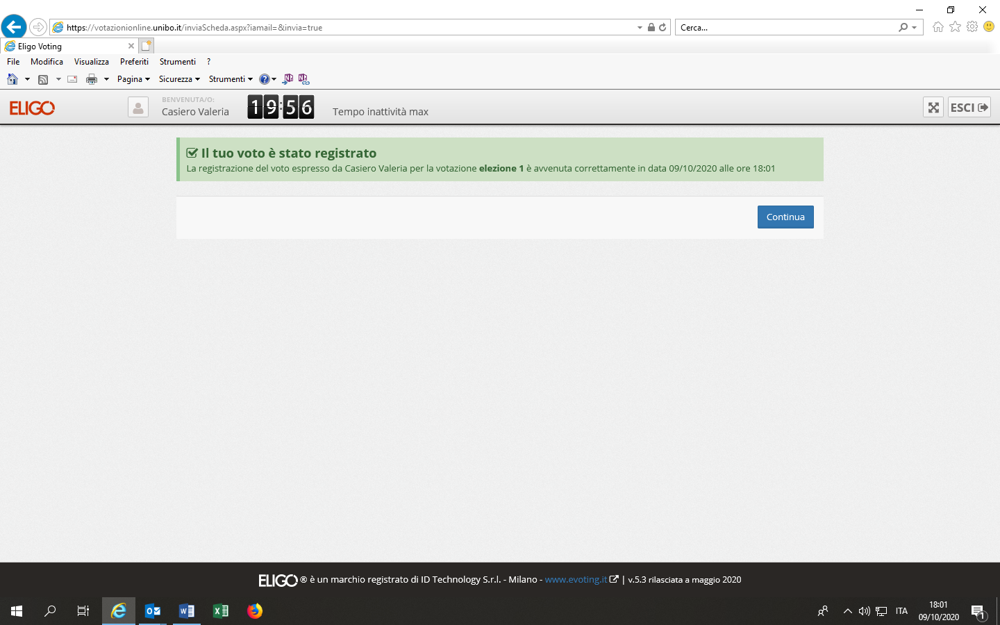 https://votazionionline.unibo.it/inviaScheda.aspx?iamail=&invia=true
Cerca...
Eligo Voting
File Modifica Visualizza Preferiti Strumenti ?
Pagina Sicurezza Strumenti
ELIGO
BENVENUTA/O:
Casiero Valeria
19:56
Tempo inattività max
ESCI
Il tuo voto è stato registrato
La registrazione del voto espresso da Casiero Valeria per la votazione elezione 1 è avvenuta correttamente in data 09/10/2020 alle ore 18:01
Continua
ELIGO ® è un marchio registrato di ID Technology S.r.l. - Milano - www.evoting.it | v.5.3 rilasciata a maggio 2020
ITA
18:01
09/10/2020
1